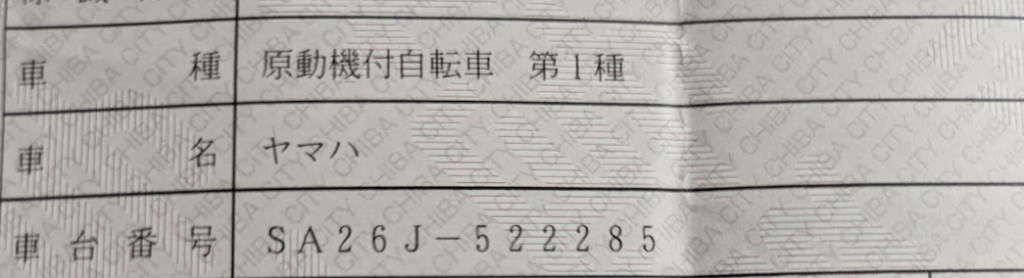 車種 原動機付自転車 第1種
車名 ヤマハ
車台番号 SA26J-522285